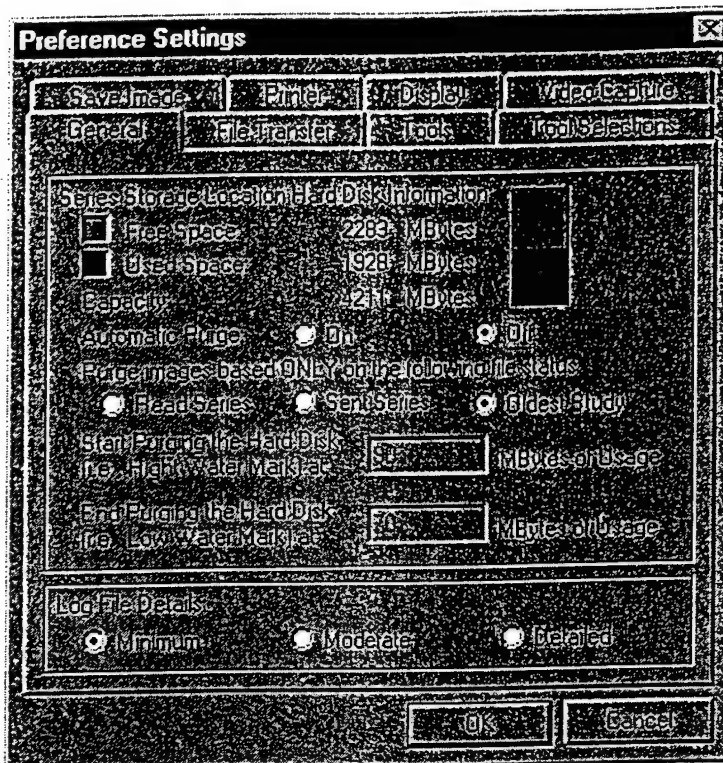 Preference Settings
Save Image Printer Display Video Capture
General File Transfer Tools Tool Selections
Series Storage Location Hard Disk Information
Free Space: 2283 MBytes
Used Space: 1928 MBytes
Capacity: 4211 MBytes
Automatic Purge: On Off
Purge images based ONLY on the following file status
Read Series Sent Series Oldest Study
Start Purging the Hard Disk
(i.e. Hight Water Mark) at: 90 MBytes of Usage
End Purging the Hard Disk
(i.e. Low Water Mark) at: 70 MBytes of Usage
Log File Details
Minimum Moderate Detailed
OK Cancel